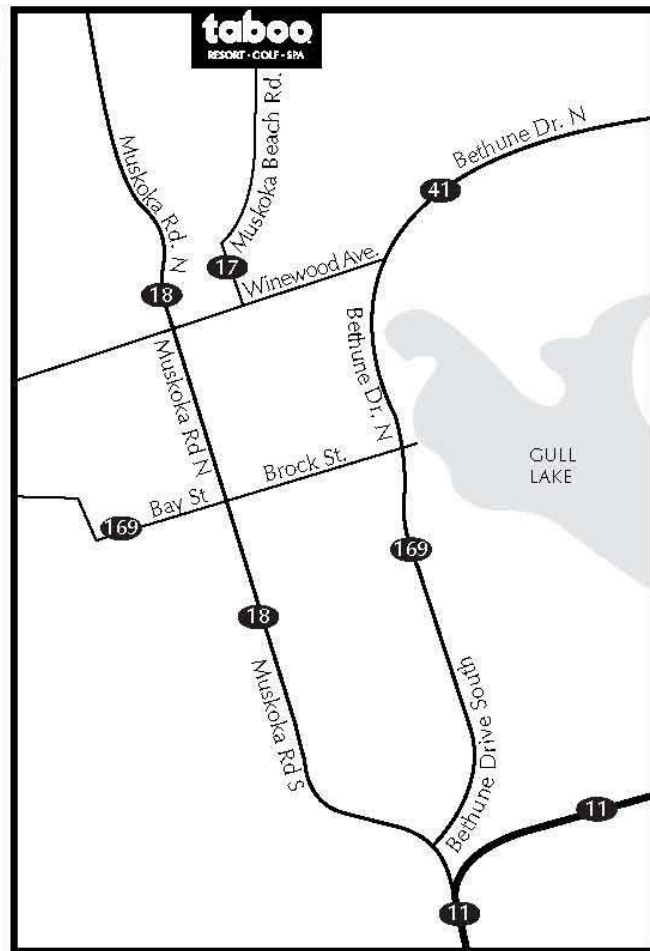 taboo
RESORT · GOLF · SPA
Muskoka Rd. N
Muskoka Beach Rd.
Bethune Dr. N
41
17
Winewood Ave.
18
Muskoka Rd N
Bethune Dr. N
GULL
LAKE
Brock St.
Bay St
169
169
18
Muskoka Rd S
Bethune Drive South
11
11